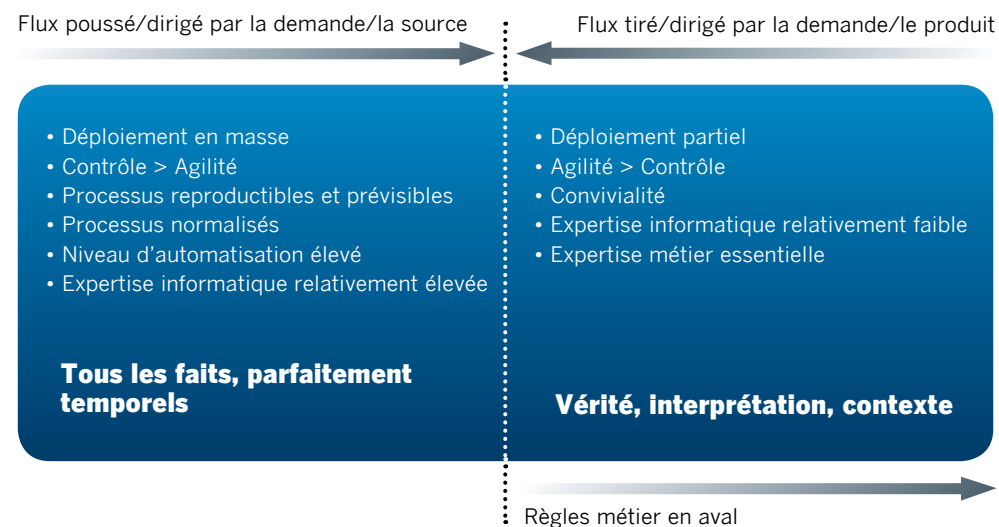 Flux poussé/dirigé par la demande/la source
Flux tiré/dirigé par la demande/le produit
• Déploiement en masse
• Contrôle > Agilité
• Processus reproductibles et prévisibles
• Processus normalisés
• Niveau d'automatisation élevé
• Expertise informatique relativement élevée
Tous les faits, parfaitement
temporels
• Déploiement partiel
• Agilité > Contrôle
• Convivialité
• Expertise informatique relativement faible
• Expertise métier essentielle
Vérité, interprétation, contexte
Règles métier en aval